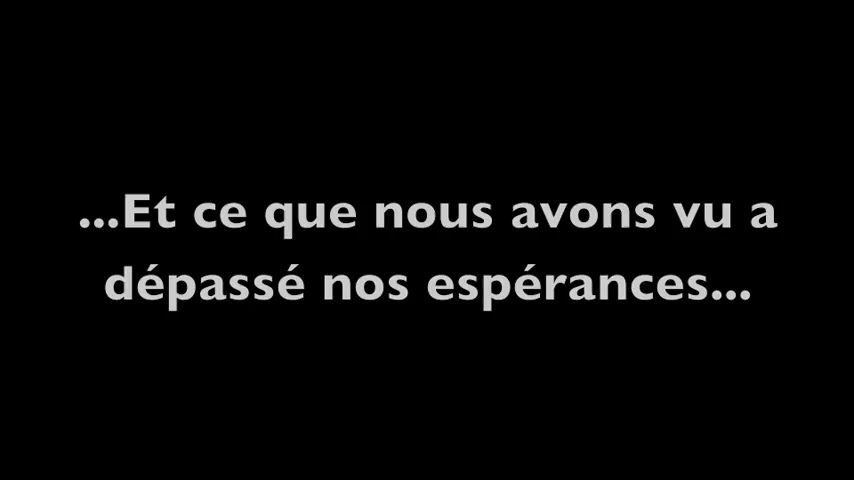 ...Et ce que nous avons vu a
dépassé nos espérances...